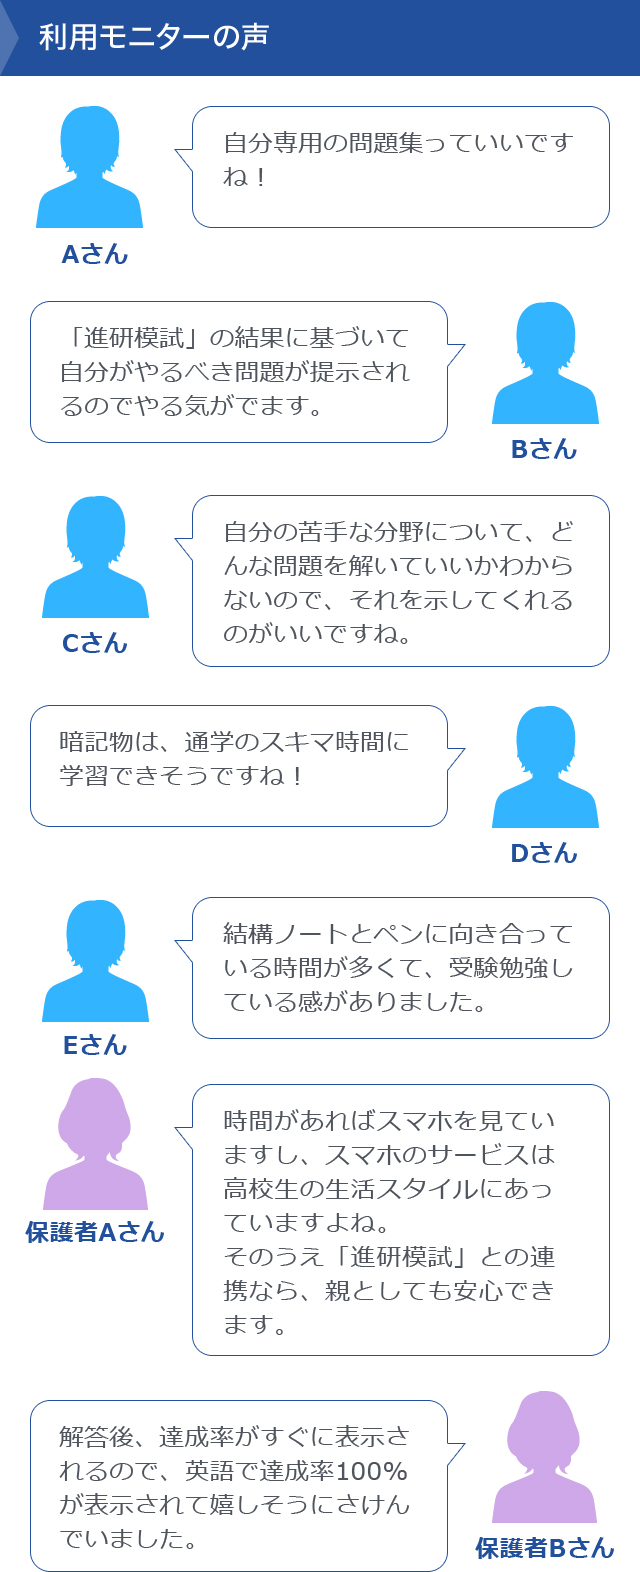 利用モニターの声
自分専用の問題集っていいです
ね！
Aさん
「進研模試」の結果に基づいて
自分がやるべき問題が提示され
るのでやる気がでます。
Bさん
自分の苦手な分野について、ど
んな問題を解いていいかわから
ないので、それを示してくれる
のがいいですね。
Cさん
暗記物は、通学のスキマ時間に
学習できそうですね！
Dさん
結構ノートとペンに向き合って
いる時間が多くて、受験勉強し
ている感がありました。
Eさん
時間があればスマホを見てい
ますし、スマホのサービスは
高校生の生活スタイルにあっ
ていますよね。
そのうえ「進研模試」との連
携なら、親としても安心でき
ます。
保護者Aさん
解答後、達成率がすぐに表示さ
れるので、英語で達成率100%
が表示されて嬉しそうにさけん
でいました。
保護者Bさん